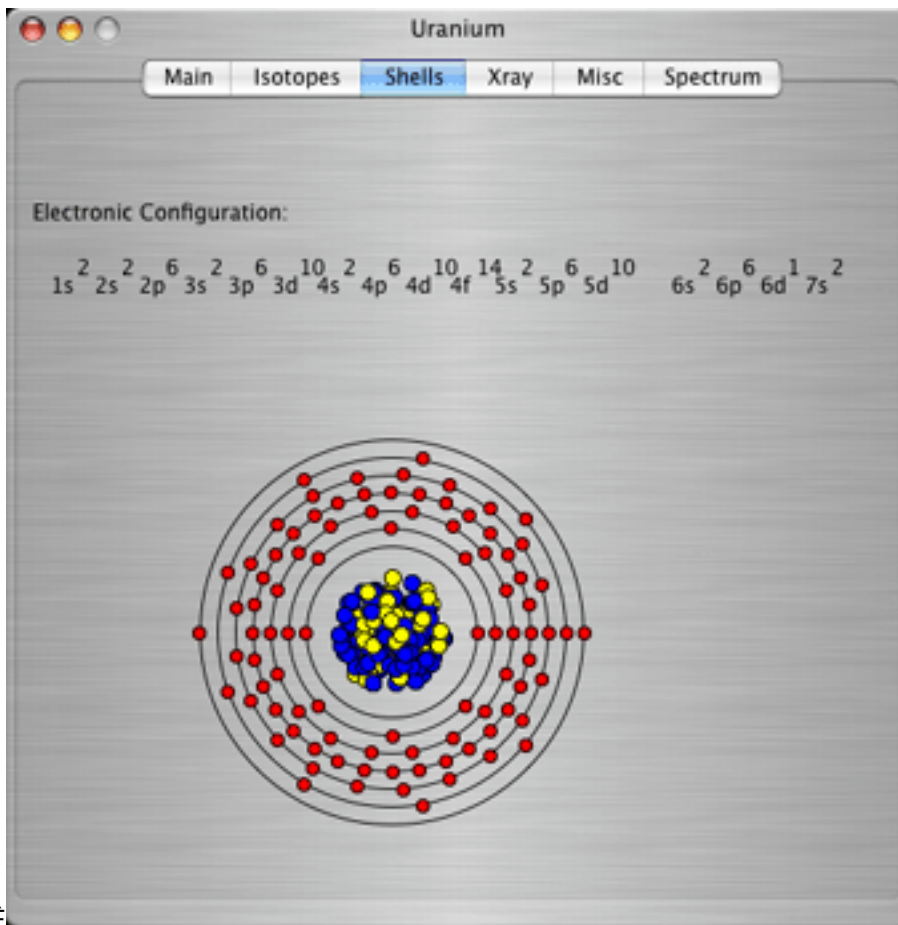 Uranium
Main Isotopes Shells Xray Misc Spectrum
Electronic Configuration:
1s² 2s² 2p⁶ 3s² 3p⁶ 3d¹⁰ 4s² 4p⁶ 4d¹⁰ 4f¹⁴ 5s² 5p⁶ 5d¹⁰ 6s² 6p⁶ 6d¹ 7s²